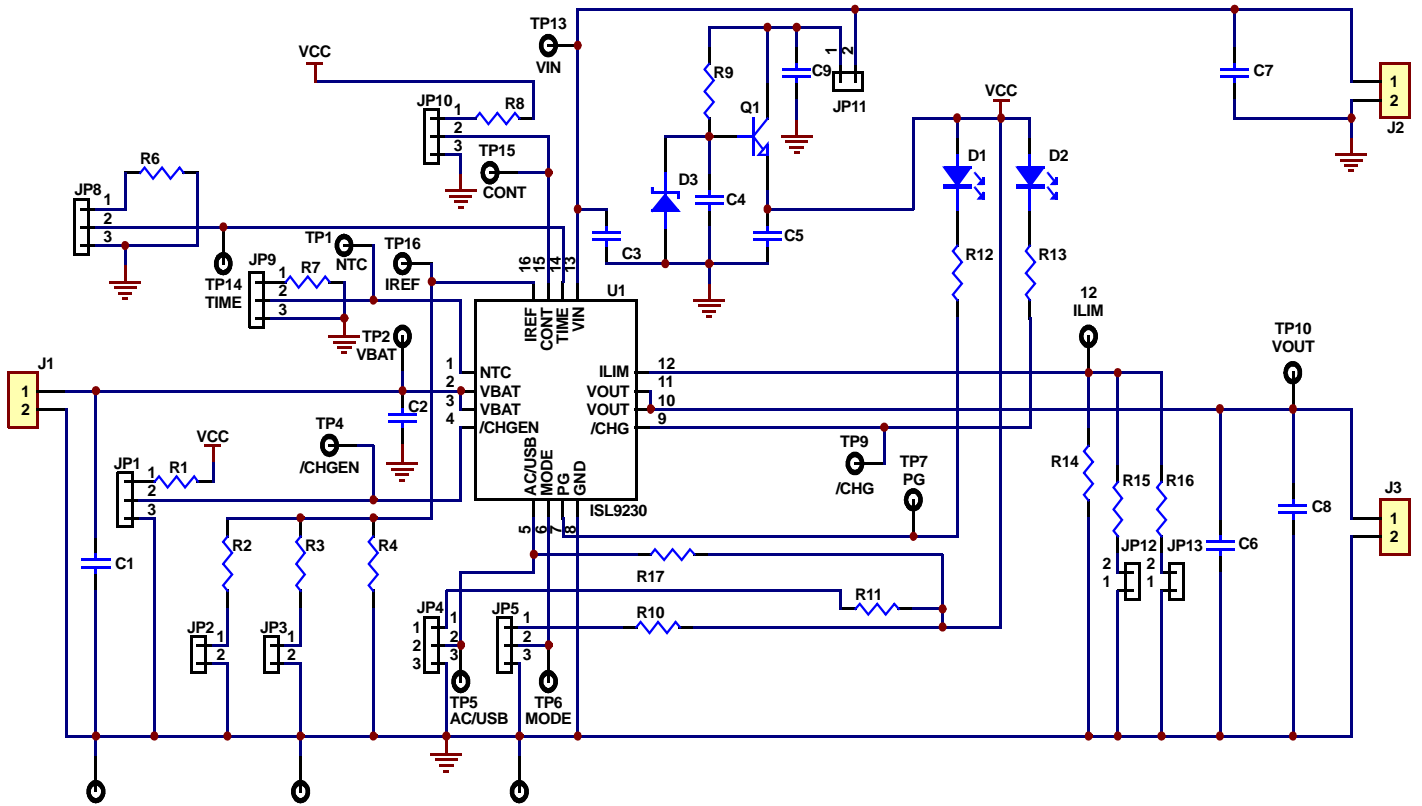 TP13
VIN
VCC
JP10
1
2
3
R8
TP15
CONT
R9
Q1
C9
1
2
JP11
VCC
C7
1
2
J2
R6
JP8
1
2
3
TP14
TIME
TP1
NTC
JP9
1
2
3
R7
TP16
IREF
16
15
14
13
D3
C4
C3
C5
D1
D2
R12
R13
U1
IREF
CONT
TIME
VIN
TP2
VBAT
12
ILIM
TP10
VOUT
J1
1
2
1
2
3
4
NTC
VBAT
VBAT
/CHGEN
ILIM
VOUT
VOUT
/CHG
12
11
10
9
C2
VCC
TP4
/CHGEN
JP1
1
2
3
R1
AC/USB
MODE
PG
GND
ISL9230
5
6
7
8
TP9
/CHG
TP7
PG
R14
R15
R16
C8
J3
1
2
C1
R2
R3
R4
C6
JP12
2
1
JP13
2
1
R17
R11
R10
JP2
1
2
JP3
1
2
JP4
1
2
3
1
2
3
JP5
1
2
3
TP5
AC/USB
TP6
MODE